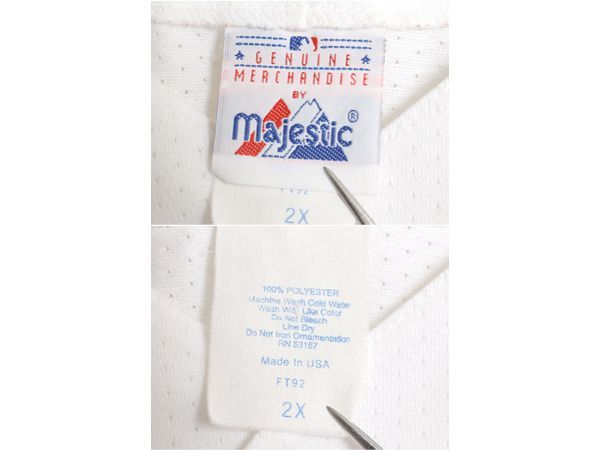 GENUINE
MERCHANDISE
BY
Majestic®
FT92
2X
100% POLYESTER
Machine Wash Cold Water
Wash With Like Color
Do Not Bleach
Line Dry
Do Not Iron Ornamentation
RN 53157
Made In USA
FT92
2X